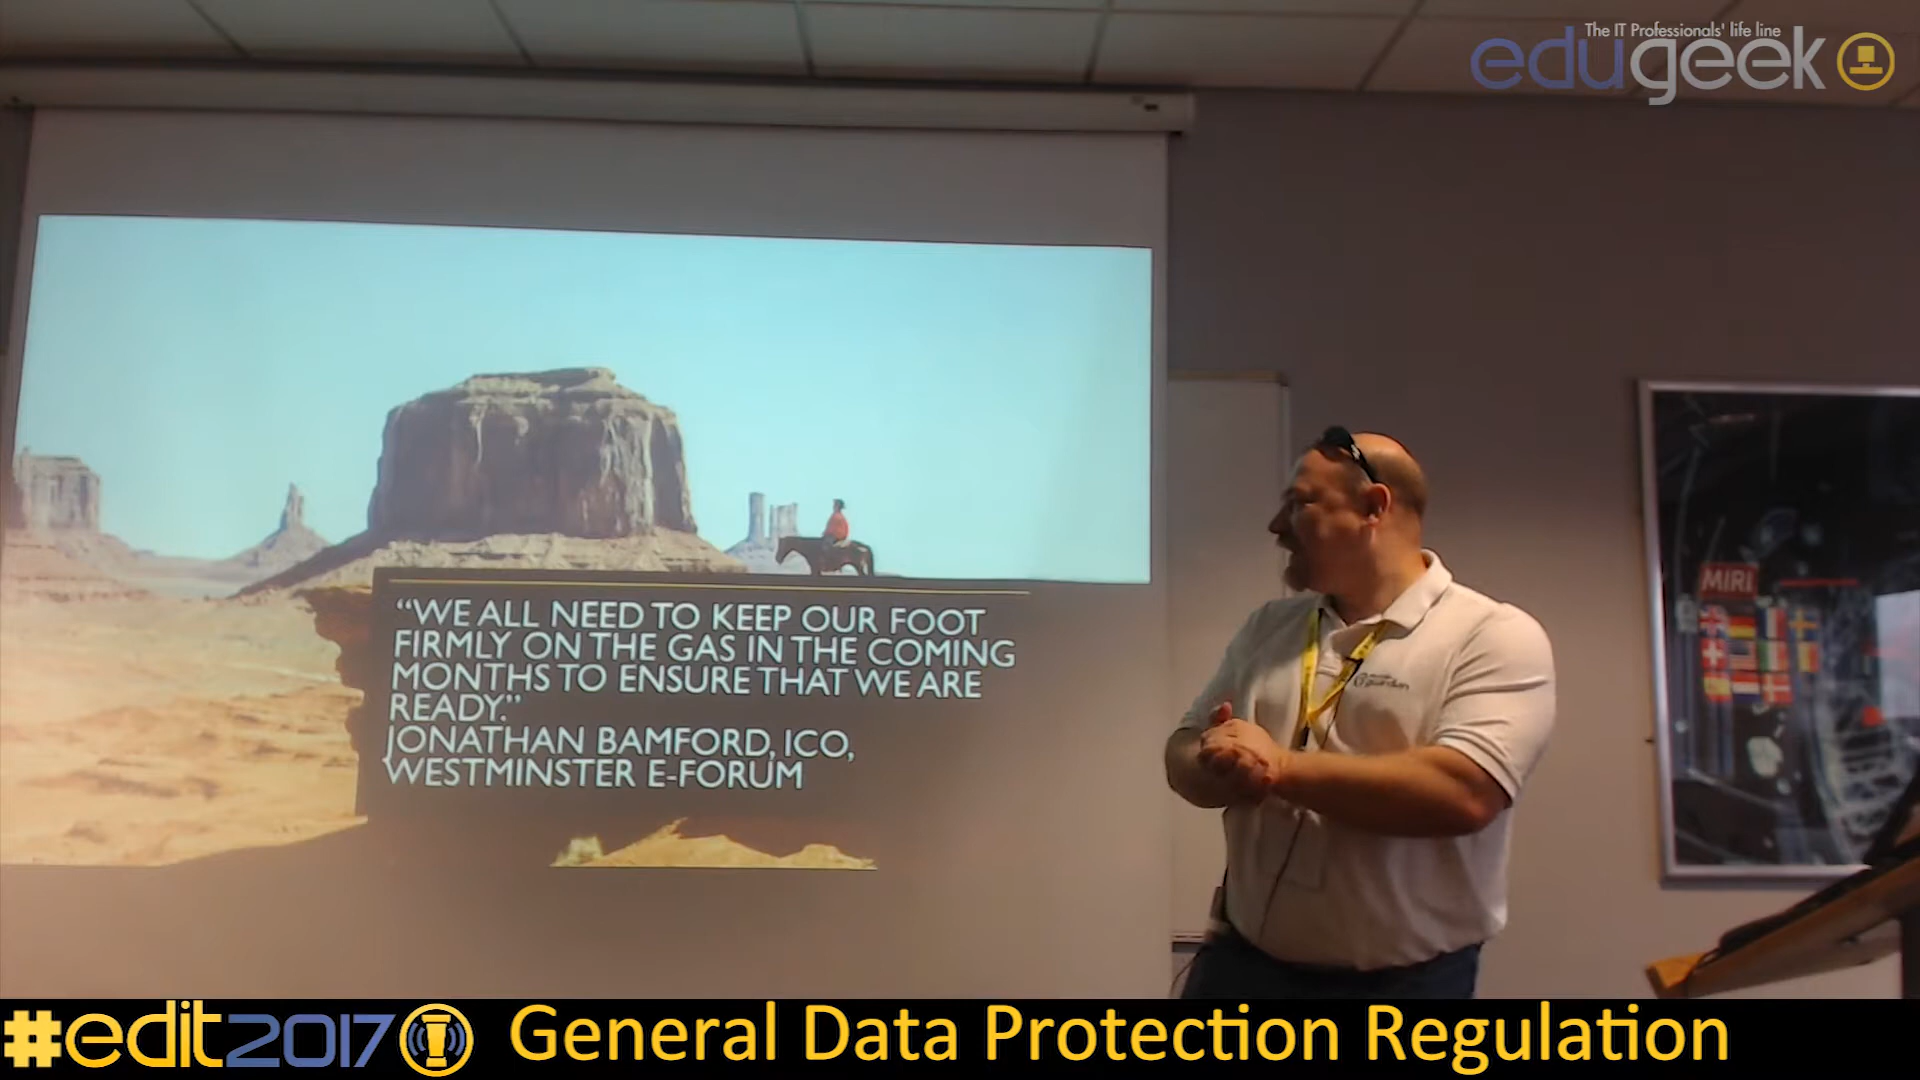 The IT Professionals' life line
edugeek
“WE ALL NEED TO KEEP OUR FOOT
FIRMLY ON THE GAS IN THE COMING
MONTHS TO ENSURE THAT WE ARE
READY.”
JONATHAN BAMFORD, ICO,
WESTMINSTER E-FORUM
guardian
MIRI
#edit2017 General Data Protection Regulation